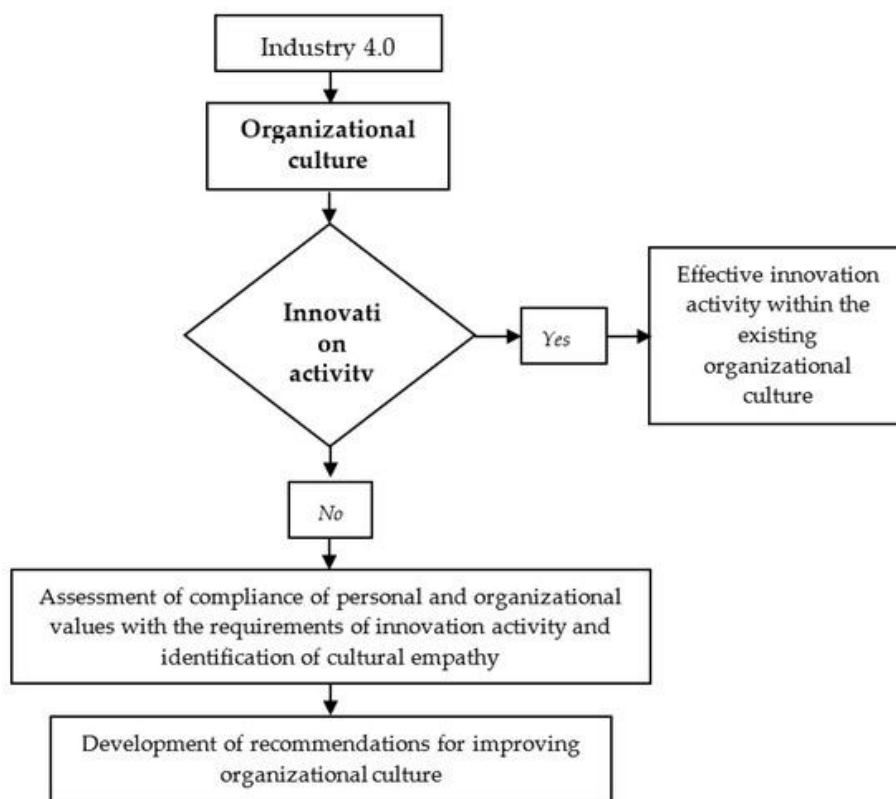 Industry 4.0
Organizational
culture
Innovati
on
activity
Yes
Effective innovation
activity within the
existing
organizational
culture
No
Assessment of compliance of personal and organizational
values with the requirements of innovation activity and
identification of cultural empathy
Development of recommendations for improving
organizational culture